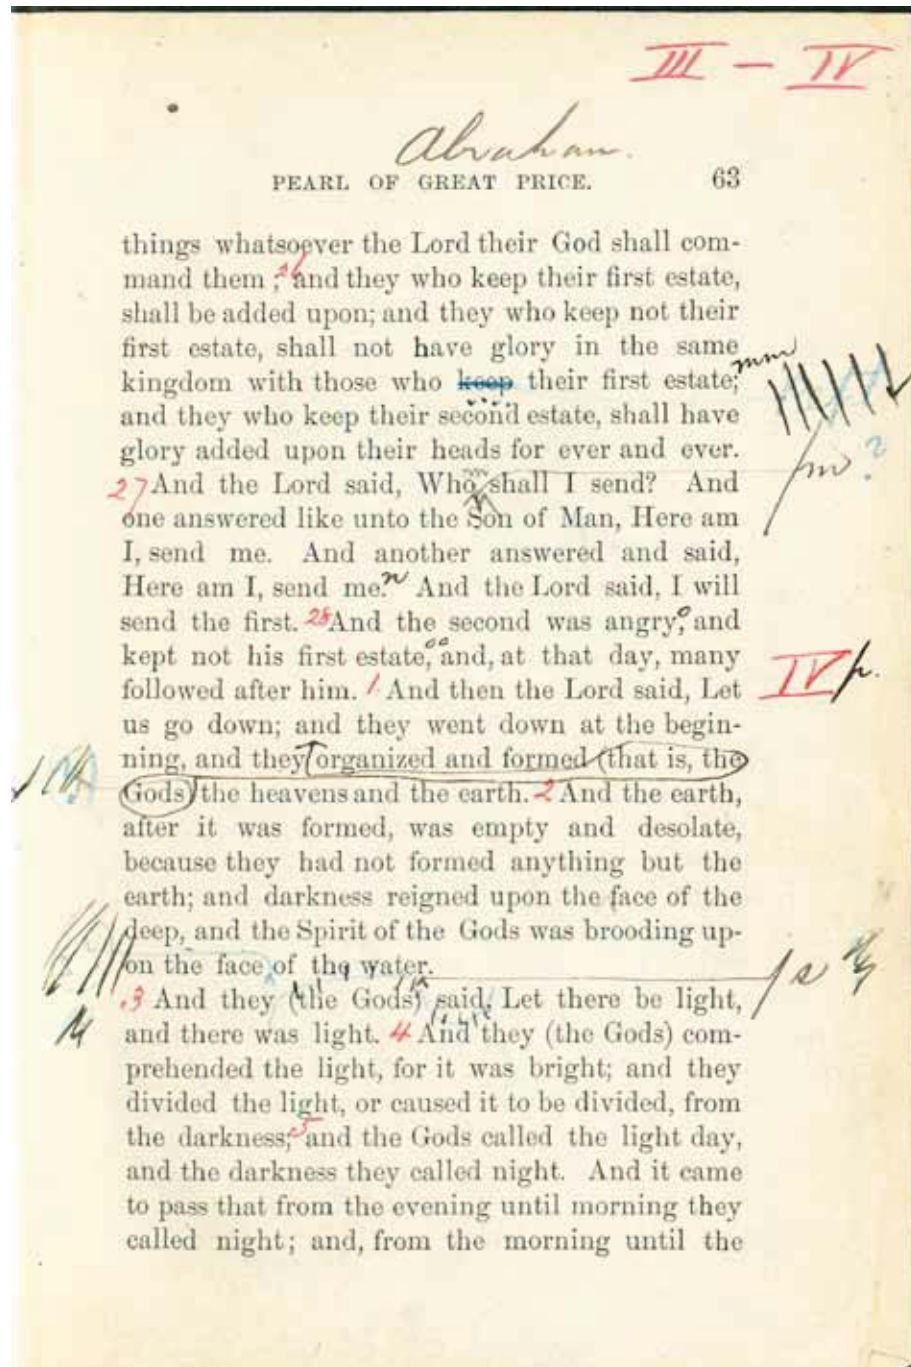 III — IV
Abraham.
PEARL OF GREAT PRICE. 63
things whatsoever the Lord their God shall com-
mand them ; 26 and they who keep their first estate,
shall be added upon; and they who keep not their
first estate, shall not have glory in the same
kingdom with those who keep their first estate;
and they who keep their second estate, shall have
glory added upon their heads for ever and ever.
27 And the Lord said, Who shall I send? And
one answered like unto the Son of Man, Here am
I, send me. And another answered and said,
Here am I, send me. And the Lord said, I will
send the first. 28 And the second was angry, and
kept not his first estate, and, at that day, many
followed after him. 1 And then the Lord said, Let
IV
us go down; and they went down at the begin-
ning, and they organized and formed (that is, the
Gods) the heavens and the earth. 2 And the earth,
after it was formed, was empty and desolate,
because they had not formed anything but the
earth; and darkness reigned upon the face of the
deep, and the Spirit of the Gods was brooding up-
on the face of the water.
3 And they (the Gods) said, Let there be light,
and there was light. 4 And they (the Gods) com-
prehended the light, for it was bright; and they
divided the light, or caused it to be divided, from
the darkness; 5 and the Gods called the light day,
and the darkness they called night. And it came
to pass that from the evening until morning they
called night; and, from the morning until the